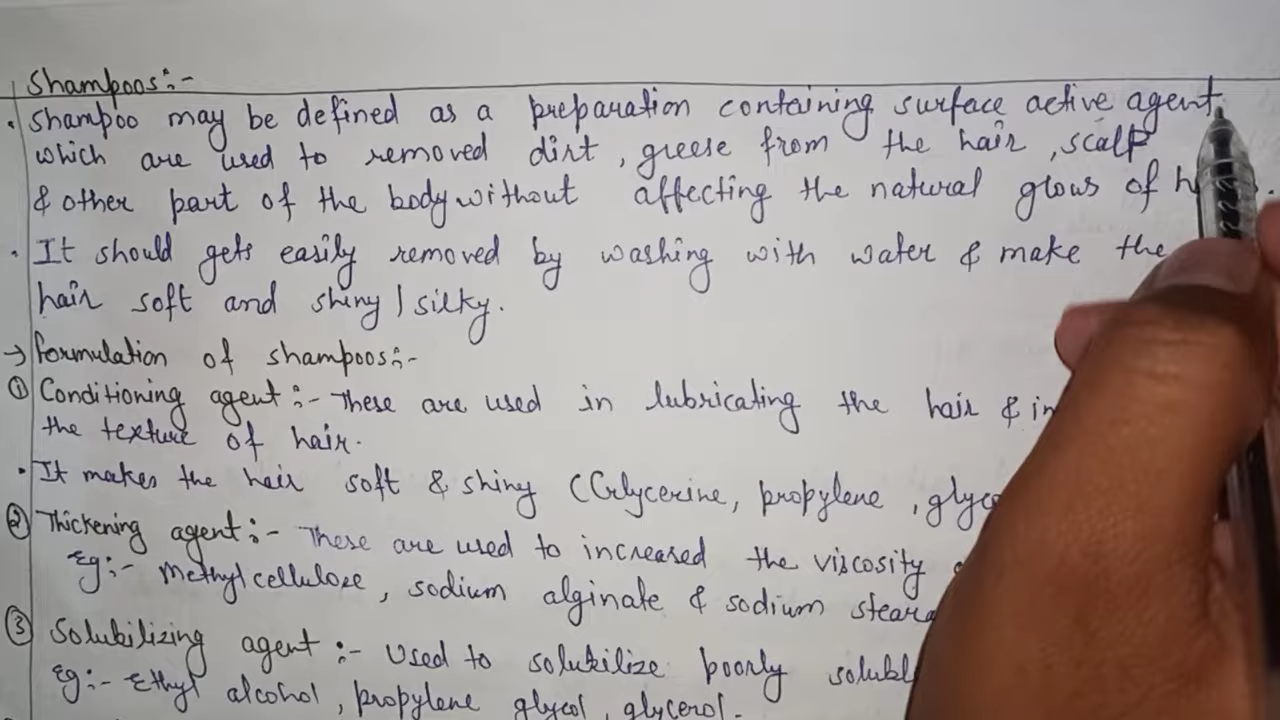 Shampoos:-
• Shampoo may be defined as a preparation containing surface active agent
which are used to removed dirt, greese from the hair, scalp
& other part of the body without affecting the natural glows of
• It should gets easily removed by washing with water & make the
hair soft and shiny / silky.
→ Formulation of shampoos:-
① Conditioning agent :- These are used in lubricating the hair &
the texture of hair.
• It makes the hair soft & shiny (Glycerine, propylene, glyco
② Thickening agent :- These are used to increased the viscosity
Eg:- Methyl cellulose, sodium alginate & sodium stear
③ Solubilizing agent :- Used to solubilize poorly solubl
Eg:- Ethyl alcohol, propylene glycol, glycerol.